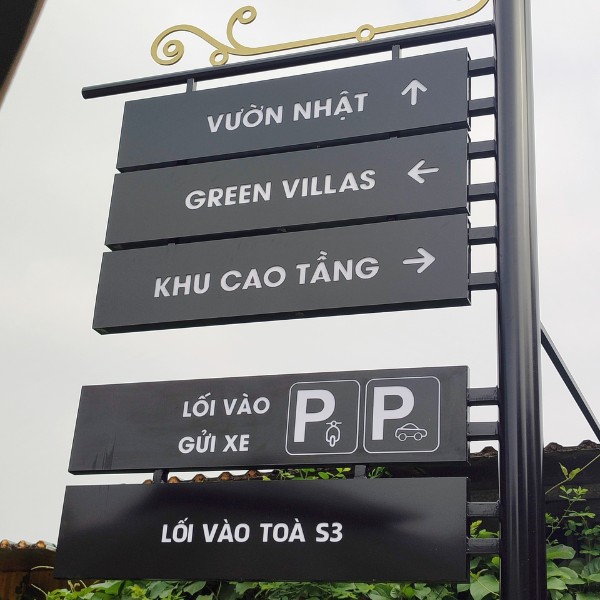 VƯỜN NHẬT ↑
GREEN VILLAS ←
KHU CAO TẦNG →
LỐI VÀO
GỬI XE
P P
LỐI VÀO TOÀ S3